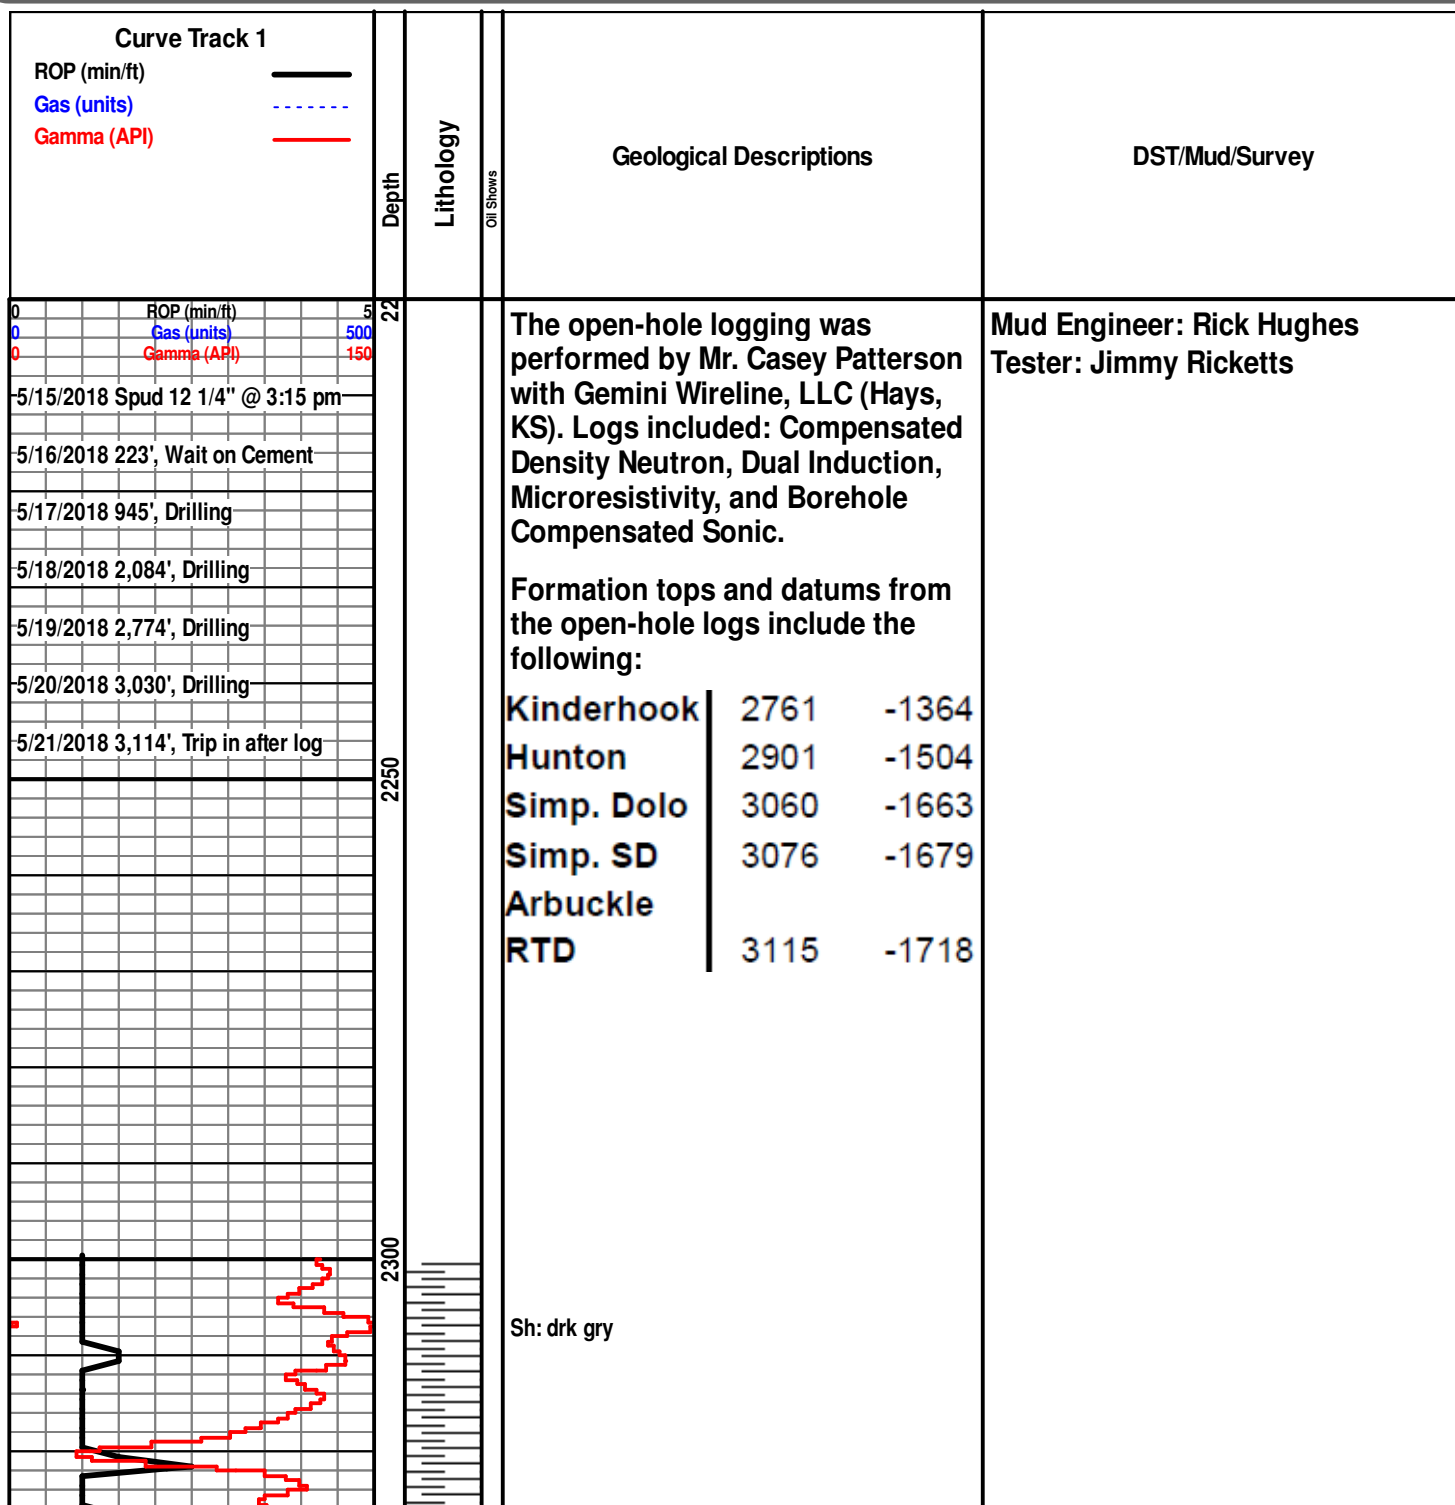 Curve Track 1
ROP (min/ft)
Gas (units)
Gamma (API)
Depth
Lithology
Oil Shows
Geological Descriptions
DST/Mud/Survey
0 ROP (min/ft) 5
0 Gas (units) 500
0 Gamma (API) 150
22
5/15/2018 Spud 12 1/4" @ 3:15 pm
5/16/2018 223', Wait on Cement
5/17/2018 945', Drilling
5/18/2018 2,084', Drilling
5/19/2018 2,774', Drilling
5/20/2018 3,030', Drilling
5/21/2018 3,114', Trip in after log
2250
2300
The open-hole logging was
performed by Mr. Casey Patterson
with Gemini Wireline, LLC (Hays,
KS). Logs included: Compensated
Density Neutron, Dual Induction,
Microresistivity, and Borehole
Compensated Sonic.
Formation tops and datums from
the open-hole logs include the
following:
Kinderhook 2761 -1364
Hunton 2901 -1504
Simp. Dolo 3060 -1663
Simp. SD 3076 -1679
Arbuckle
RTD 3115 -1718
Sh: drk gry
Mud Engineer: Rick Hughes
Tester: Jimmy Ricketts